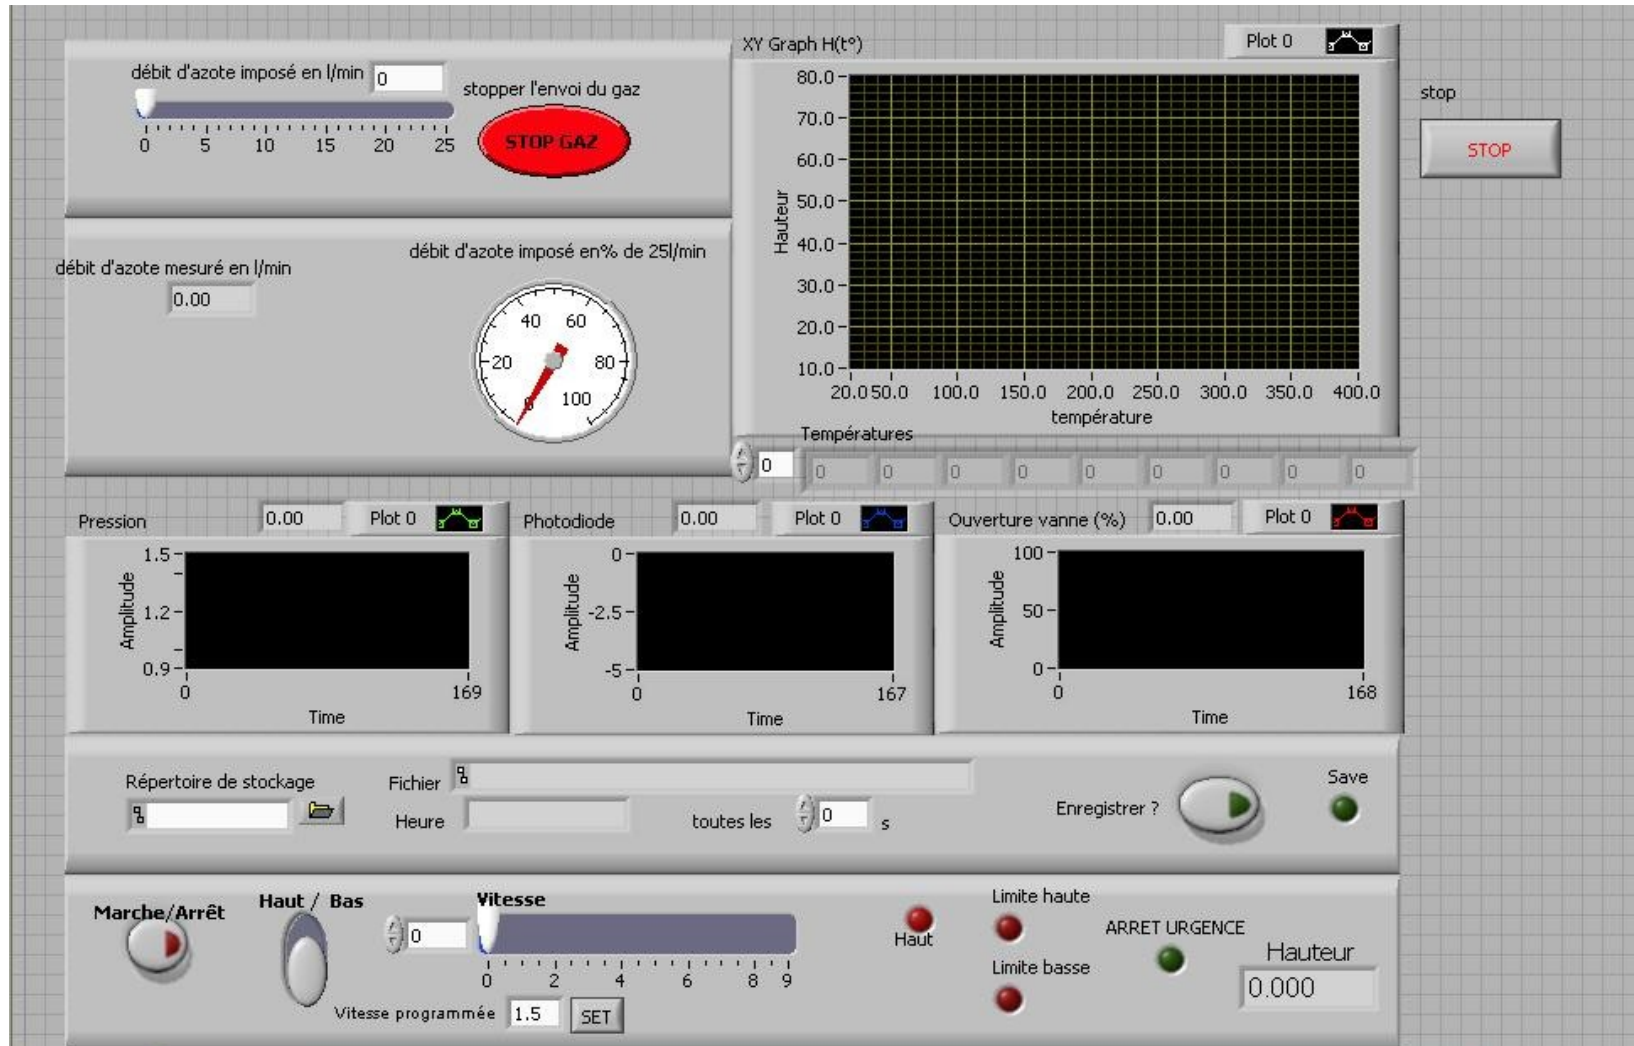 débit d'azote imposé en l/min 0
stopper l'envoi du gaz
STOP GAZ
0 5 10 15 20 25
débit d'azote imposé en% de 25l/min
débit d'azote mesuré en l/min
0.00
0 20 40 60 80 100
XY Graph H(t°)
Plot 0
80.0
70.0
60.0
50.0
40.0
30.0
20.0
10.0
Hauteur
20.0 50.0 100.0 150.0 200.0 250.0 300.0 350.0 400.0
température
stop
STOP
Températures
0 0 0 0 0 0 0 0 0 0
Pression 0.00 Plot 0
1.5
1.2
0.9
Amplitude
0 169
Time
Photodiode 0.00 Plot 0
0
-2.5
-5
Amplitude
0 167
Time
Ouverture vanne (%) 0.00 Plot 0
100
50
0
Amplitude
0 168
Time
Répertoire de stockage
Fichier
Heure
toutes les 0 s
Enregistrer ?
Save
Marche/Arrêt
Haut / Bas
Vitesse
0
0 2 4 6 8 9
Vitesse programmée 1.5 SET
Haut
Limite haute
Limite basse
ARRET URGENCE
Hauteur
0.000